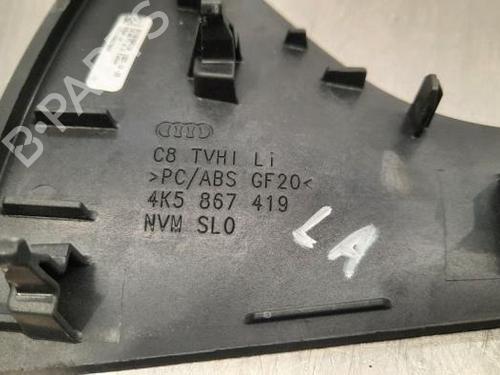 B-PARTS
C8 TVHI Li
>PC/ABS GF20<
4K5 867 419
NVM SLO
LA